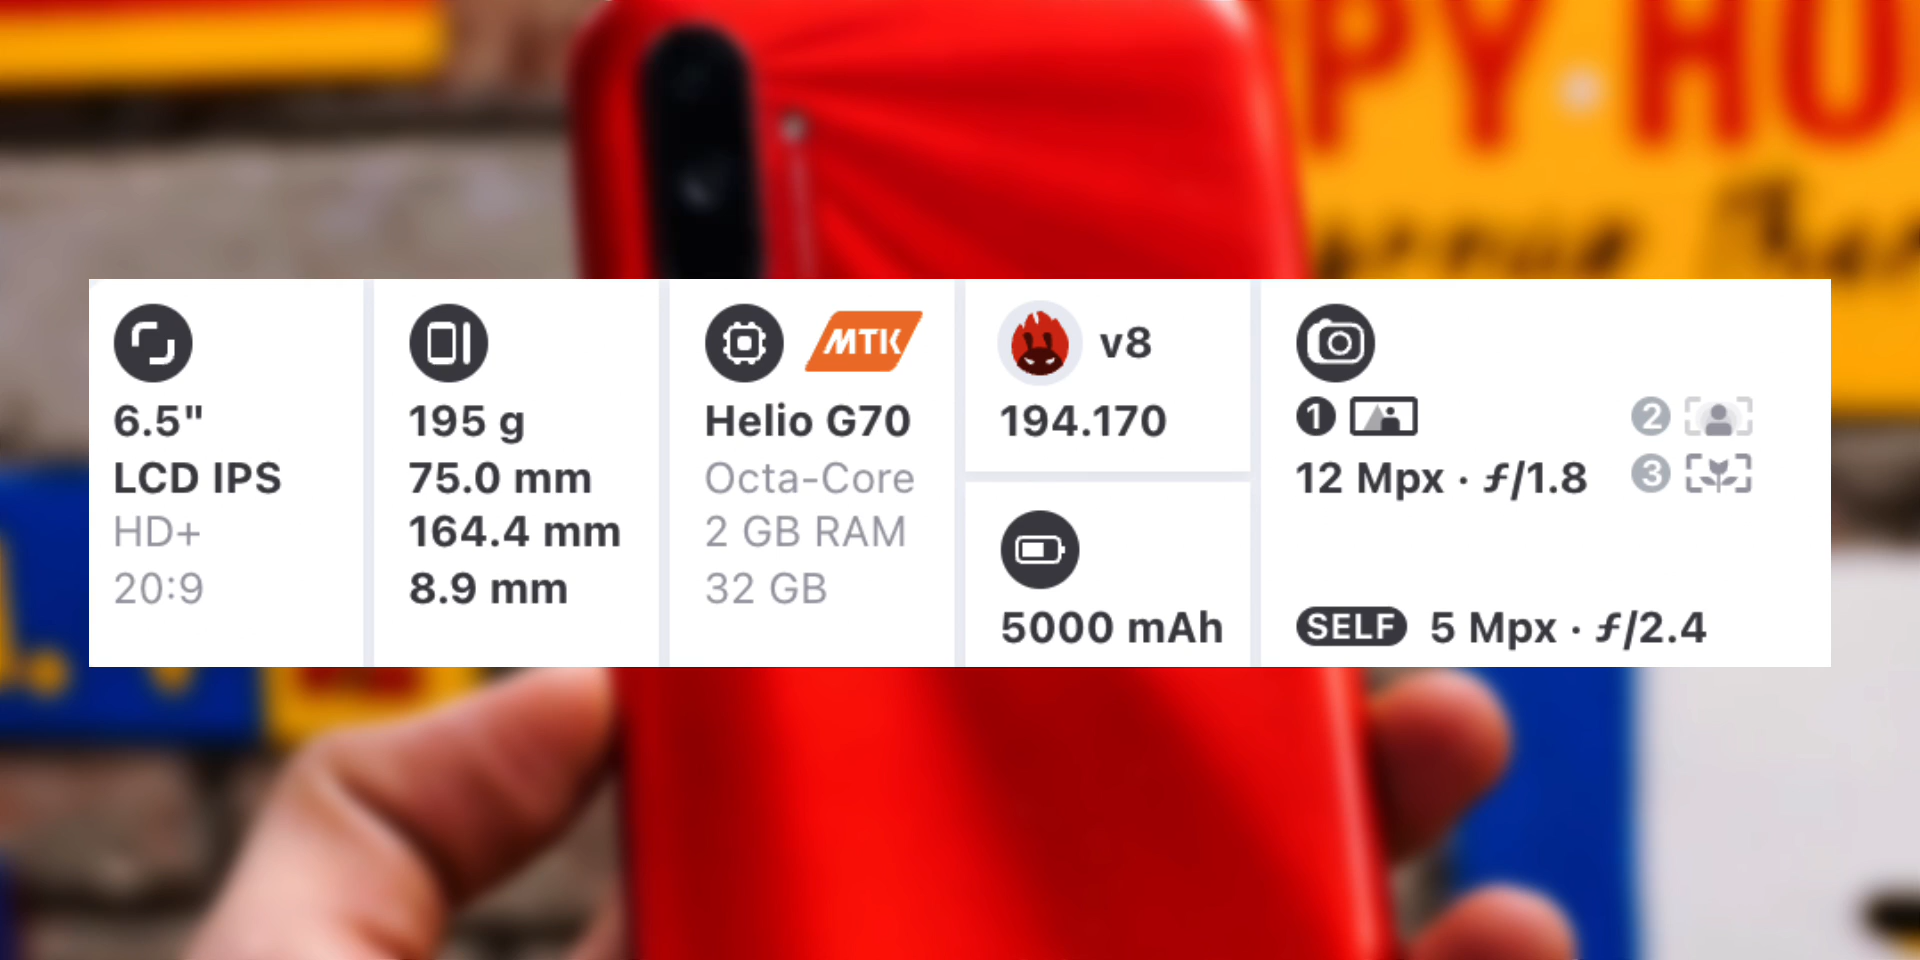 PY HO
6.5"
LCD IPS
HD+
20:9
195 g
75.0 mm
164.4 mm
8.9 mm
MTK
Helio G70
Octa-Core
2 GB RAM
32 GB
v8
194.170
5000 mAh
1
12 Mpx · ƒ/1.8
2
3
SELF 5 Mpx · ƒ/2.4